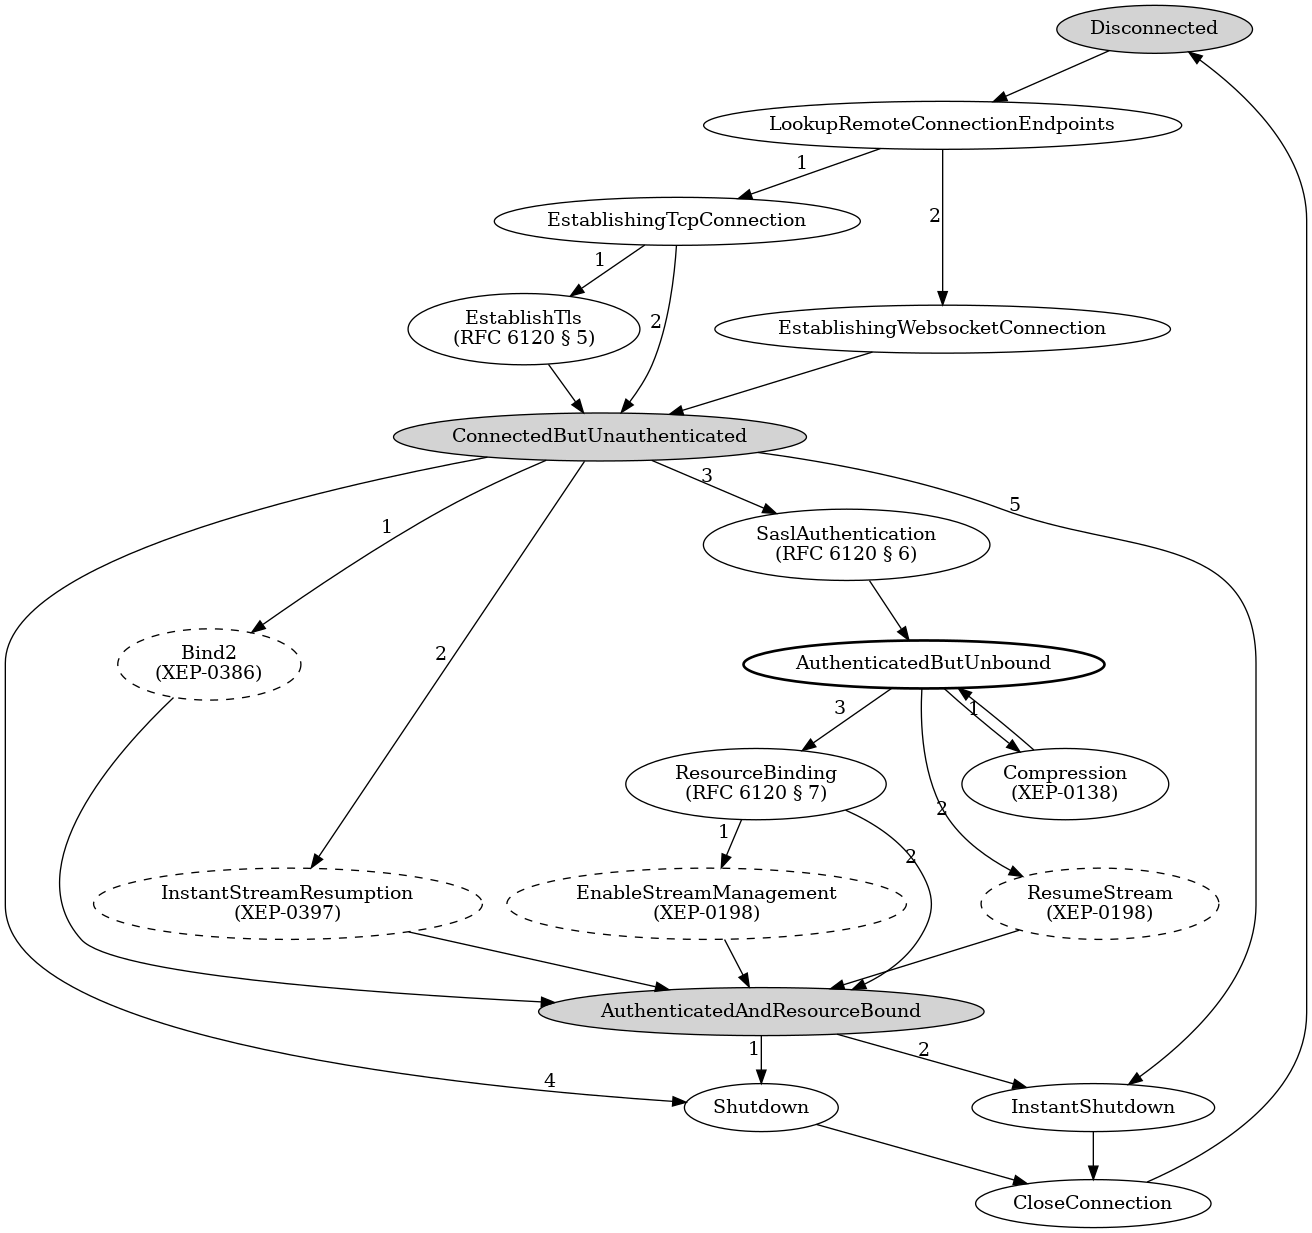 Disconnected
LookupRemoteConnectionEndpoints
1
EstablishingTcpConnection
2
1
EstablishTls
(RFC 6120 § 5)
2
EstablishingWebsocketConnection
ConnectedButUnauthenticated
3
5
1
SaslAuthentication
(RFC 6120 § 6)
Bind2
(XEP-0386)
2
AuthenticatedButUnbound
3
1
ResourceBinding
(RFC 6120 § 7)
Compression
(XEP-0138)
2
1
2
InstantStreamResumption
(XEP-0397)
EnableStreamManagement
(XEP-0198)
ResumeStream
(XEP-0198)
AuthenticatedAndResourceBound
1
2
4
Shutdown
InstantShutdown
CloseConnection